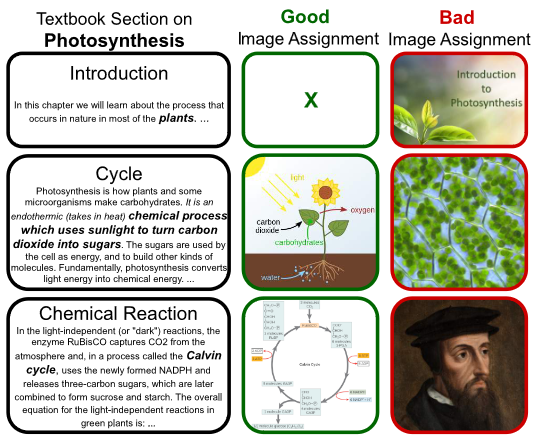 Textbook Section on
Photosynthesis
Good
Image Assignment
Bad
Image Assignment
Introduction
In this chapter we will learn about the process that
occurs in nature in most of the plants. ...
X
Introduction
to
Photosynthesis
Cycle
Photosynthesis is how plants and some
microorganisms make carbohydrates. It is an
endothermic (takes in heat) chemical process
which uses sunlight to turn carbon
dioxide into sugars. The sugars are used by
the cell as energy, and to build other kinds of
molecules. Fundamentally, photosynthesis converts
light energy into chemical energy. ...
light
oxygen
carbon
dioxide
carbohydrates
water
Chemical Reaction
In the light-independent (or "dark") reactions, the
enzyme RuBisCO captures CO2 from the
atmosphere and, in a process called the Calvin
cycle, uses the newly formed NADPH and
releases three-carbon sugars, which are later
combined to form sucrose and starch. The overall
equation for the light-independent reactions in
green plants is: ...
Calvin Cycle